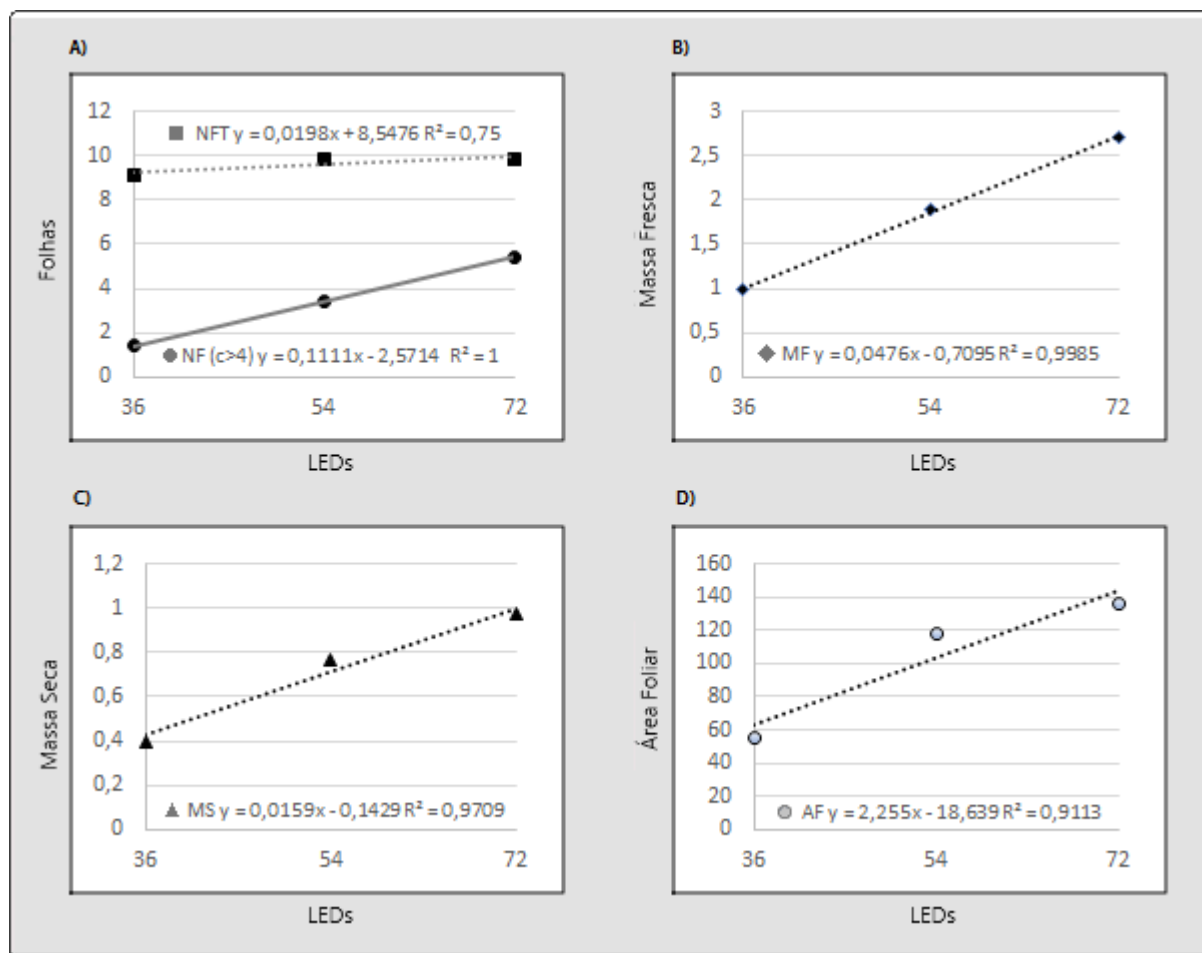 A)
12
10
8
6
4
2
0
NFT y = 0,0198x + 8,5476 R² = 0,75
NF (c>4) y = 0,1111x - 2,5714 R² = 1
Folhas
36 54 72
LEDs
B)
3
2,5
2
1,5
1
0,5
0
MF y = 0,0476x - 0,7095 R² = 0,9985
Massa Fresca
36 54 72
LEDs
C)
1,2
1
0,8
0,6
0,4
0,2
0
MS y = 0,0159x - 0,1429 R² = 0,9709
Massa Seca
36 54 72
LEDs
D)
160
140
120
100
80
60
40
20
0
AF y = 2,255x - 18,639 R² = 0,9113
Área Foliar
36 54 72
LEDs